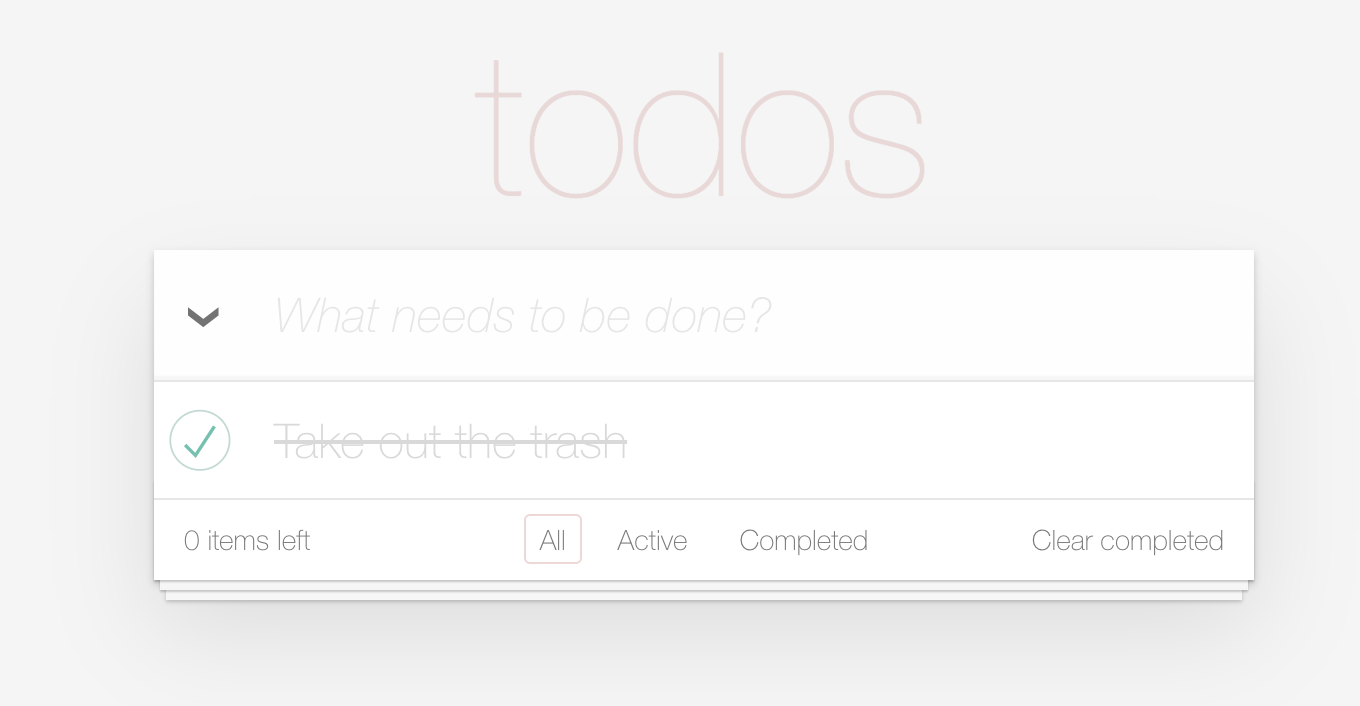 todos
What needs to be done?
Take out the trash
0 items left All Active Completed Clear completed